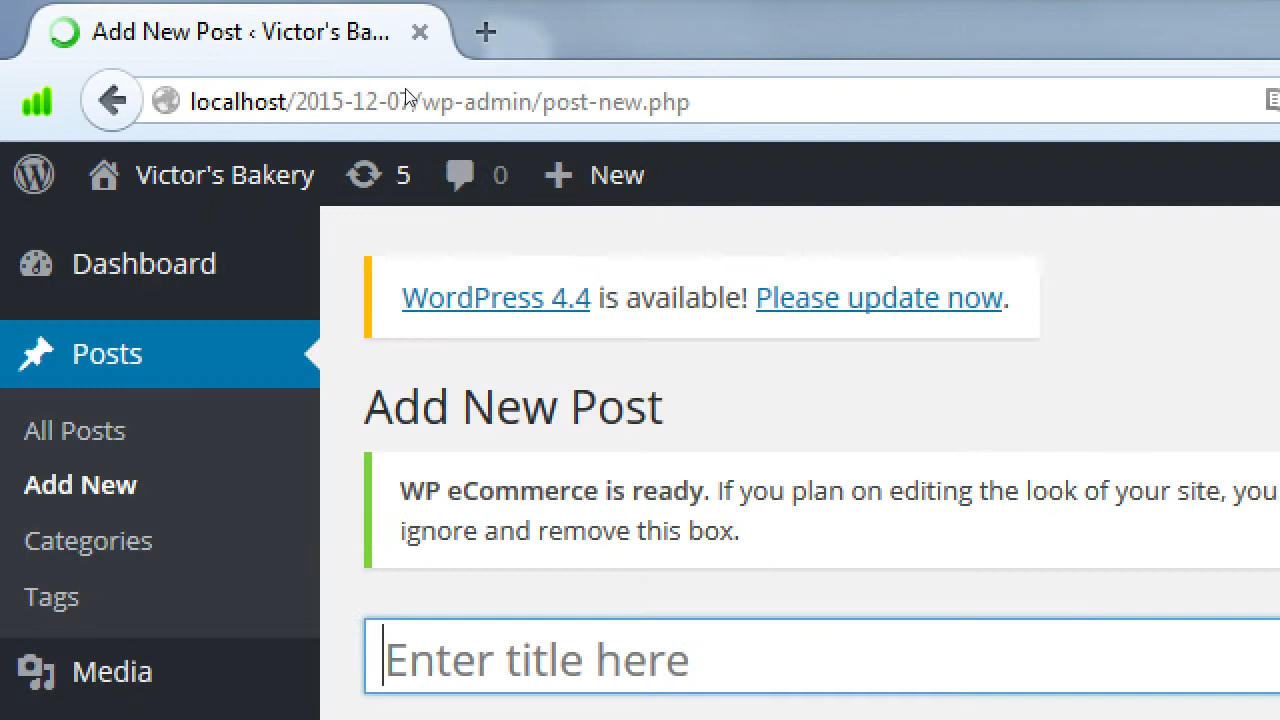 Add New Post ‹ Victor's Ba...
localhost/2015-12-07/wp-admin/post-new.php
Victor's Bakery 5 0 New
Dashboard
WordPress 4.4 is available! Please update now.
Posts
Add New Post
All Posts
Add New
WP eCommerce is ready. If you plan on editing the look of your site, you
ignore and remove this box.
Categories
Tags
Enter title here
Media